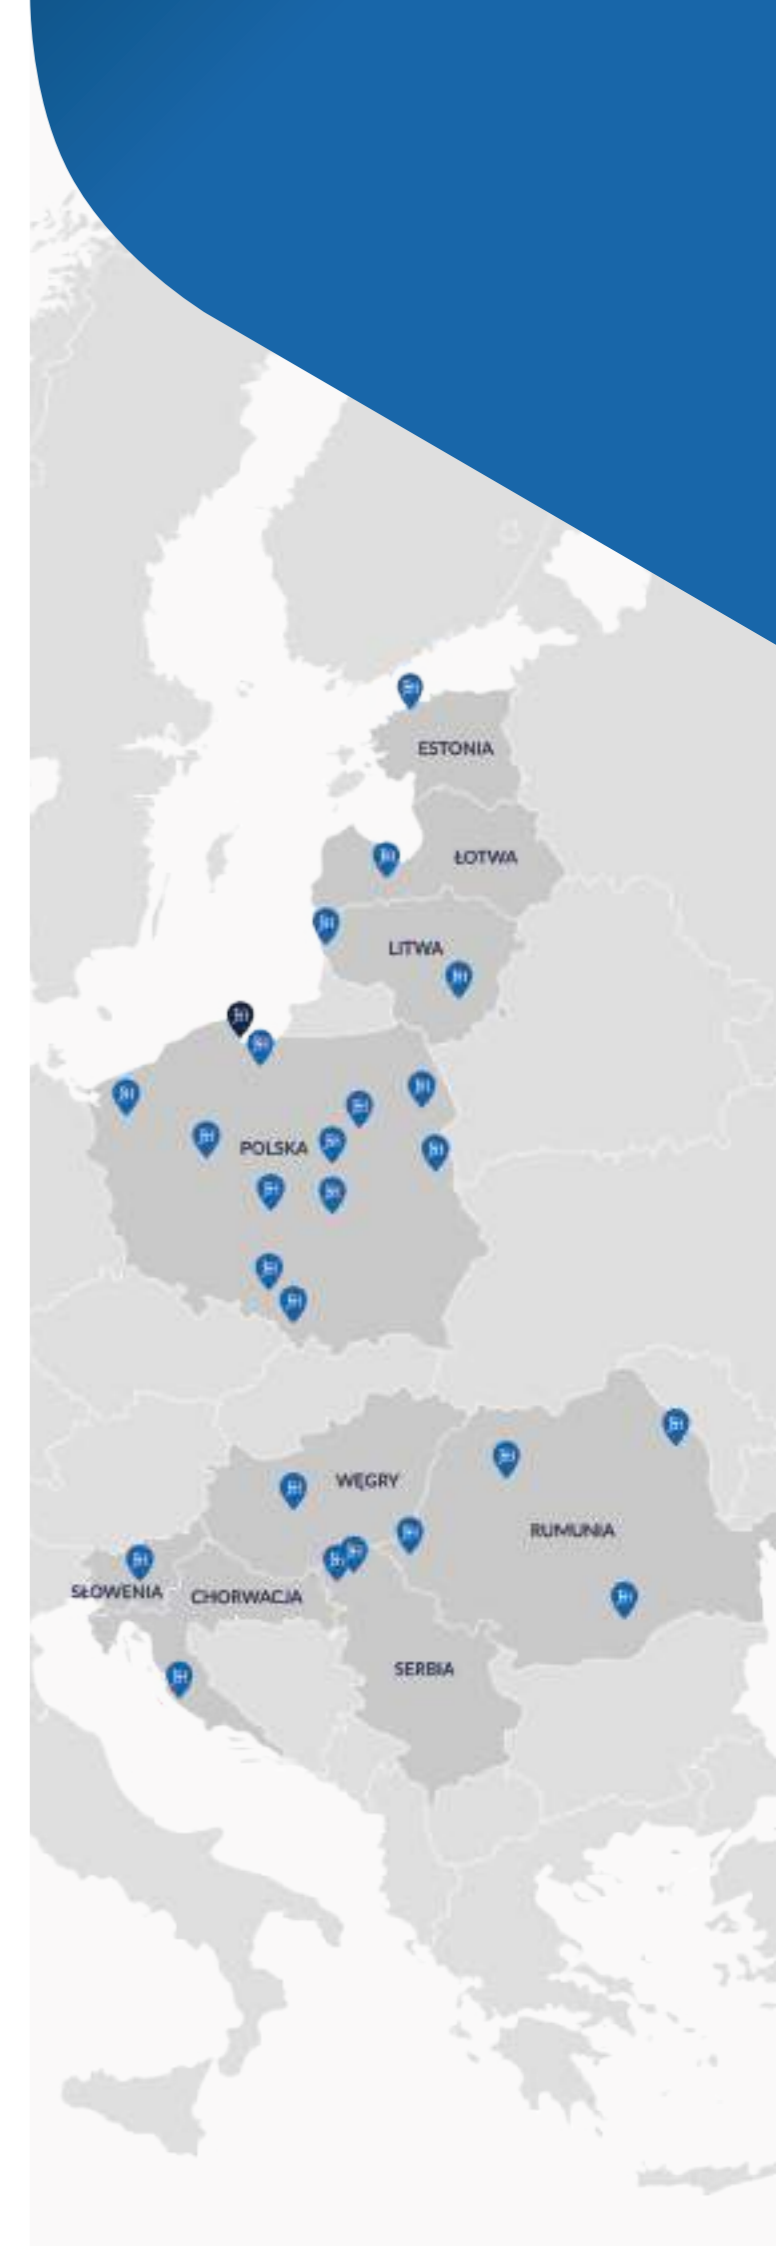 ESTONIA
ŁOTWA
LITWA
POLSKA
WĘGRY
RUMUNIA
SŁOWENIA
CHORWACJA
SERBIA